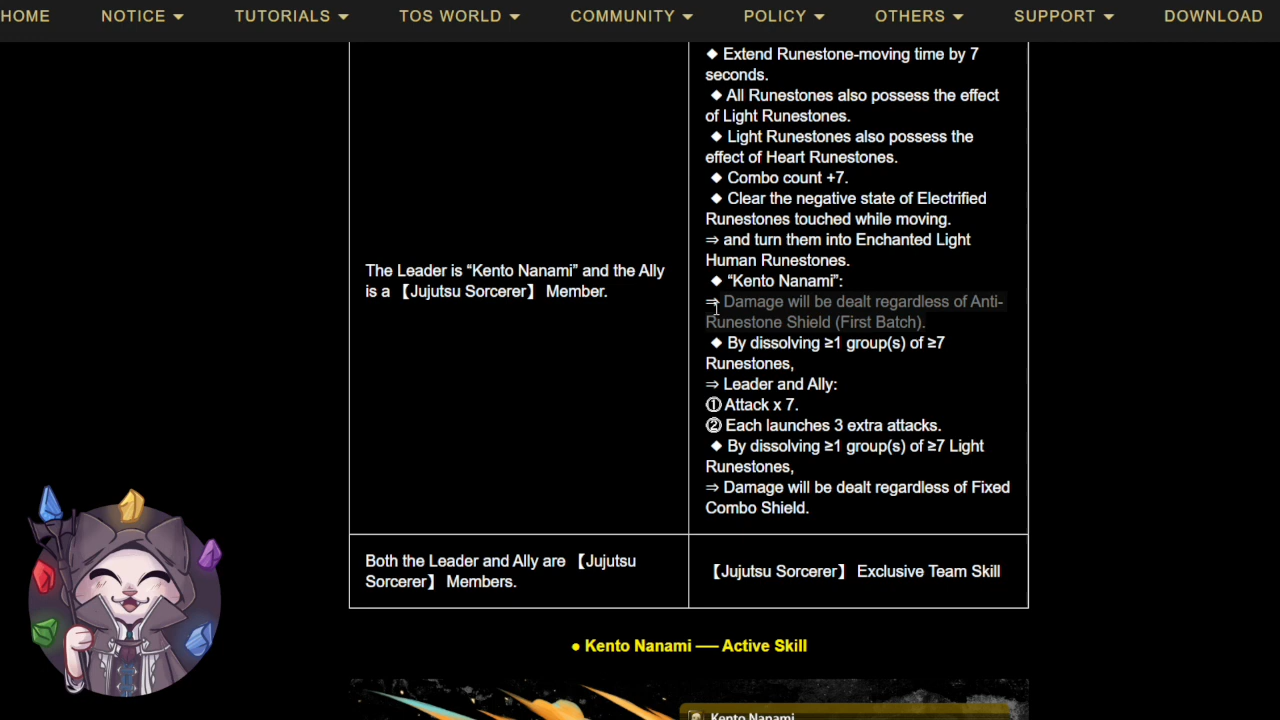 HOME NOTICE TUTORIALS TOS WORLD COMMUNITY POLICY OTHERS SUPPORT DOWNLOAD
◆ Extend Runestone-moving time by 7
seconds.
◆ All Runestones also possess the effect
of Light Runestones.
◆ Light Runestones also possess the
effect of Heart Runestones.
◆ Combo count +7.
◆ Clear the negative state of Electrified
Runestones touched while moving.
⇒ and turn them into Enchanted Light
Human Runestones.
◆ “Kento Nanami”:
⇒ Damage will be dealt regardless of Anti-
Runestone Shield (First Batch).
◆ By dissolving ≥1 group(s) of ≥7
Runestones,
⇒ Leader and Ally:
① Attack x 7.
② Each launches 3 extra attacks.
◆ By dissolving ≥1 group(s) of ≥7 Light
Runestones,
⇒ Damage will be dealt regardless of Fixed
Combo Shield.
The Leader is “Kento Nanami” and the Ally
is a 【Jujutsu Sorcerer】 Member.
Both the Leader and Ally are 【Jujutsu
Sorcerer】 Members.
【Jujutsu Sorcerer】 Exclusive Team Skill
● Kento Nanami ── Active Skill
Kento Nanami